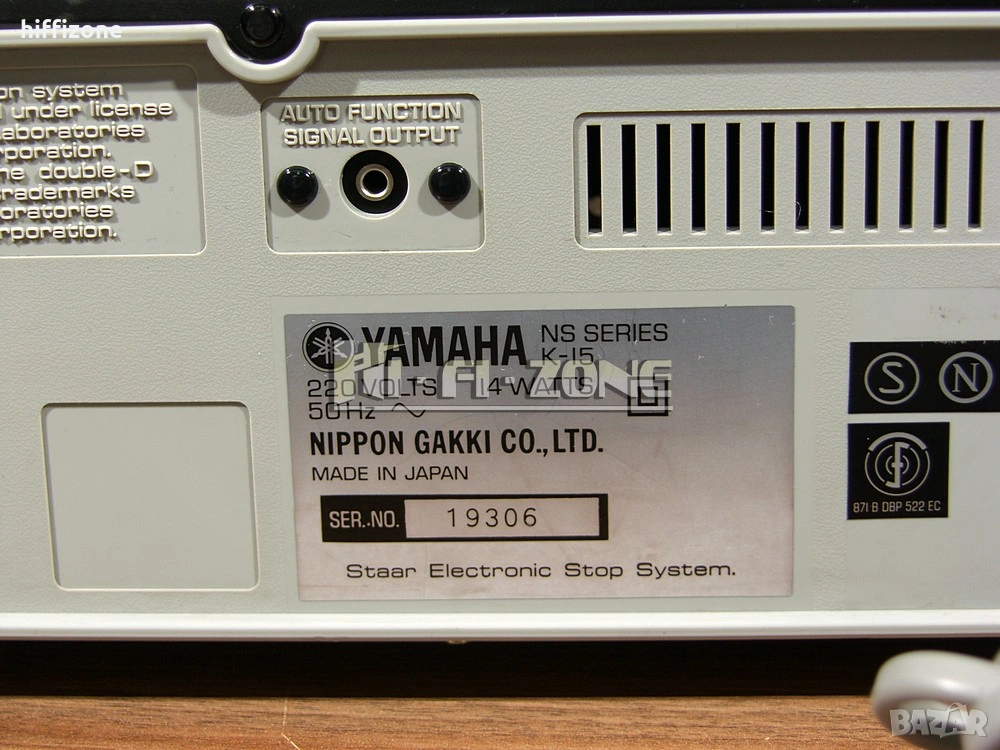 hiffizone
on system
under license
aboratories
rporation.
ne double-D
trademarks
oratories
rporation.
AUTO FUNCTION
SIGNAL OUTPUT
YAMAHA NS SERIES
K-15
HI-FI-ZONE
220 VOLTS 14 WATTS
50Hz
NIPPON GAKKI CO., LTD.
MADE IN JAPAN
SER. NO. 19306
Staar Electronic Stop System.
S N
871 B DBP 522 EC
BAZAR